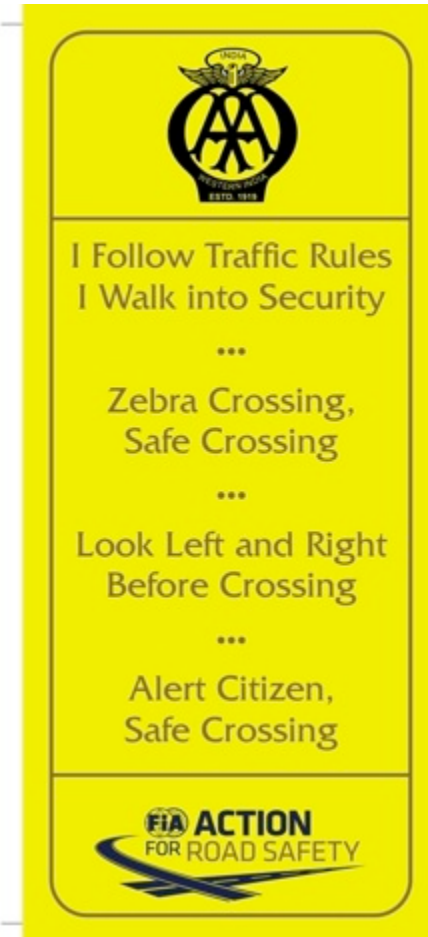 INDIA
AA
WESTERN INDIA
ESTD. 1919
I Follow Traffic Rules
I Walk into Security
•••
Zebra Crossing,
Safe Crossing
•••
Look Left and Right
Before Crossing
•••
Alert Citizen,
Safe Crossing
FiA ACTION
FOR ROAD SAFETY